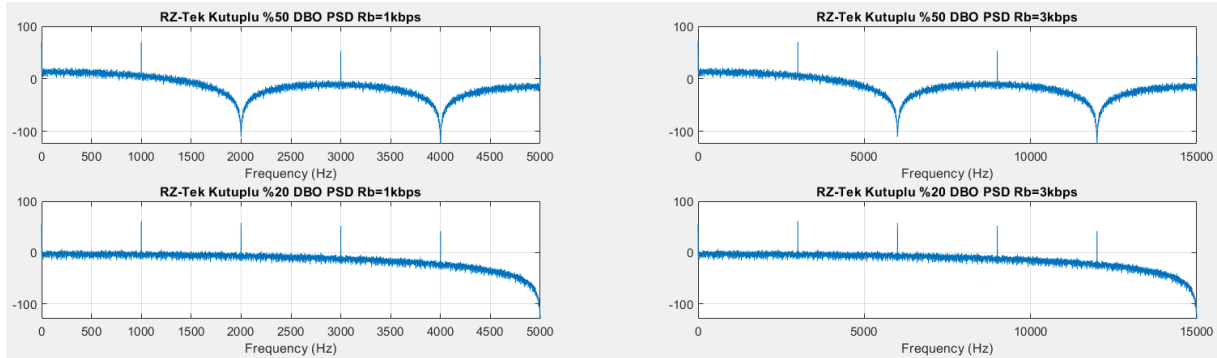 RZ-Tek Kutuplu %50 DBO PSD Rb=1kbps
100
0
-100
0 500 1000 1500 2000 2500 3000 3500 4000 4500 5000
Frequency (Hz)
RZ-Tek Kutuplu %50 DBO PSD Rb=3kbps
100
0
-100
0 5000 10000 15000
Frequency (Hz)
RZ-Tek Kutuplu %20 DBO PSD Rb=1kbps
100
0
-100
0 500 1000 1500 2000 2500 3000 3500 4000 4500 5000
Frequency (Hz)
RZ-Tek Kutuplu %20 DBO PSD Rb=3kbps
100
0
-100
0 5000 10000 15000
Frequency (Hz)